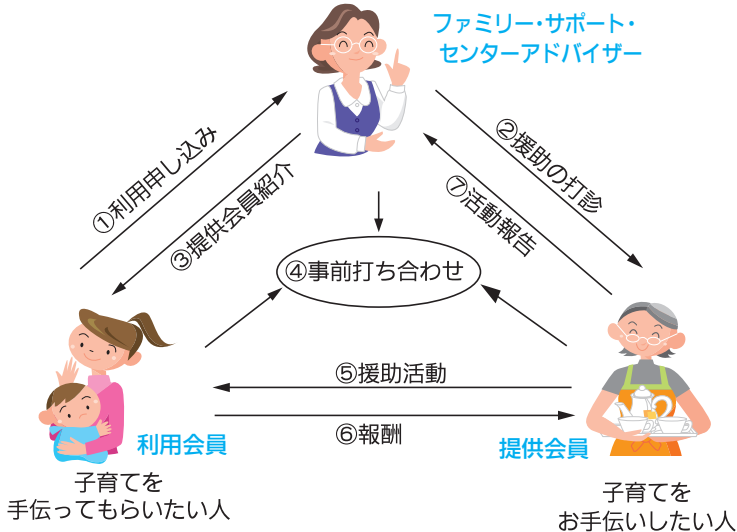 ファミリー・サポート・
センターアドバイザー
①利用申し込み
②援助の打診
③提供会員紹介
⑦活動報告
④事前打ち合わせ
⑤援助活動
⑥報酬
利用会員
提供会員
子育てを
手伝ってもらいたい人
子育てを
お手伝いしたい人